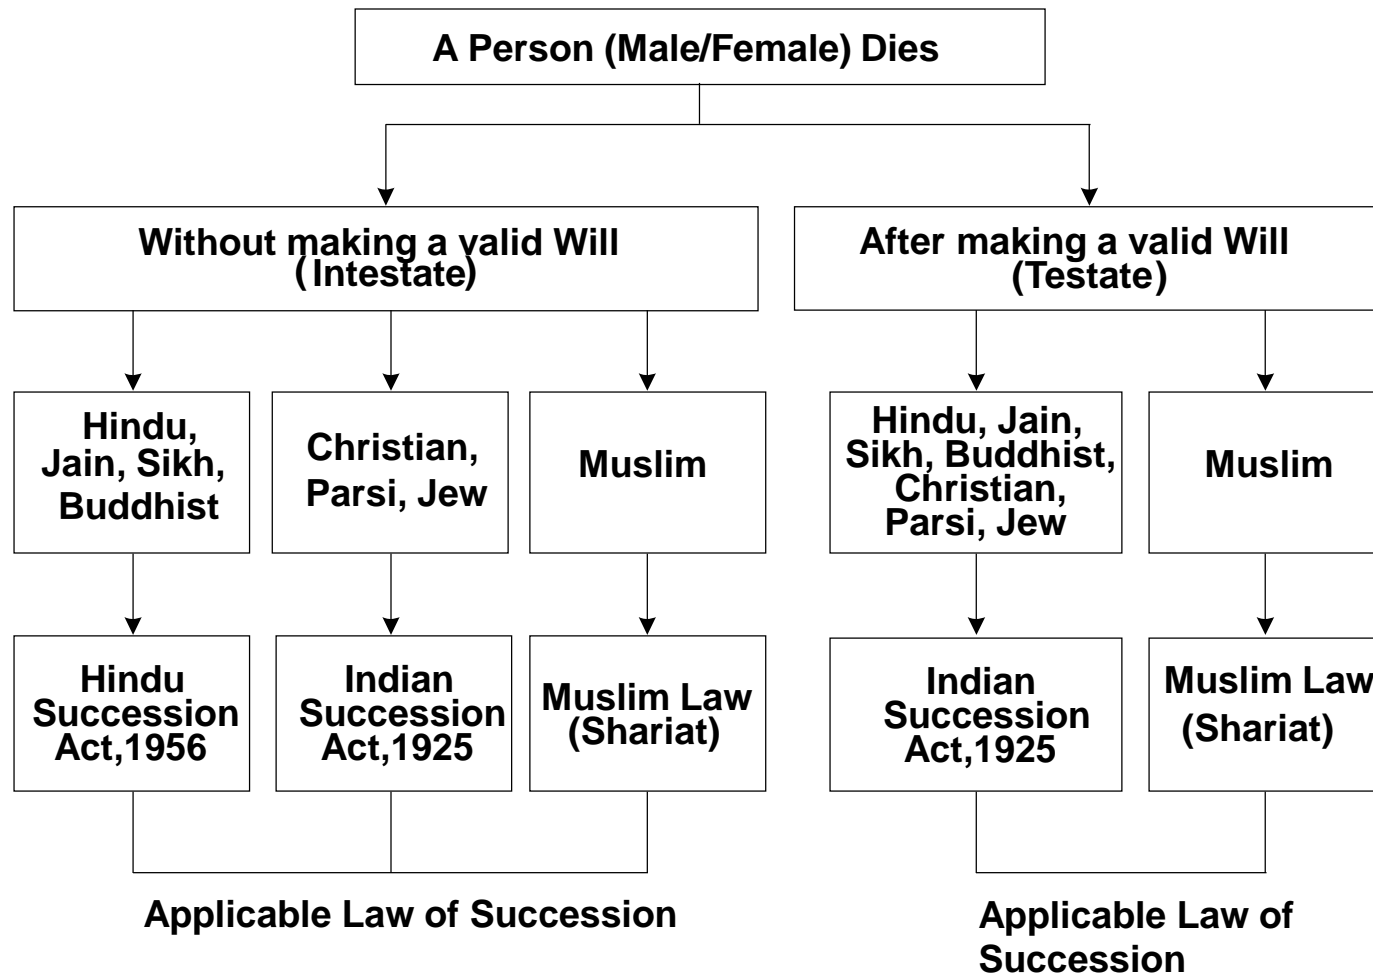 A Person (Male/Female) Dies
Without making a valid Will
(Intestate)
After making a valid Will
(Testate)
Hindu,
Jain, Sikh,
Buddhist
Christian,
Parsi, Jew
Muslim
Hindu, Jain,
Sikh, Buddhist,
Christian,
Parsi, Jew
Muslim
Hindu
Succession
Act,1956
Indian
Succession
Act,1925
Muslim Law
(Shariat)
Indian
Succession
Act,1925
Muslim Law
(Shariat)
Applicable Law of Succession
Applicable Law of
Succession